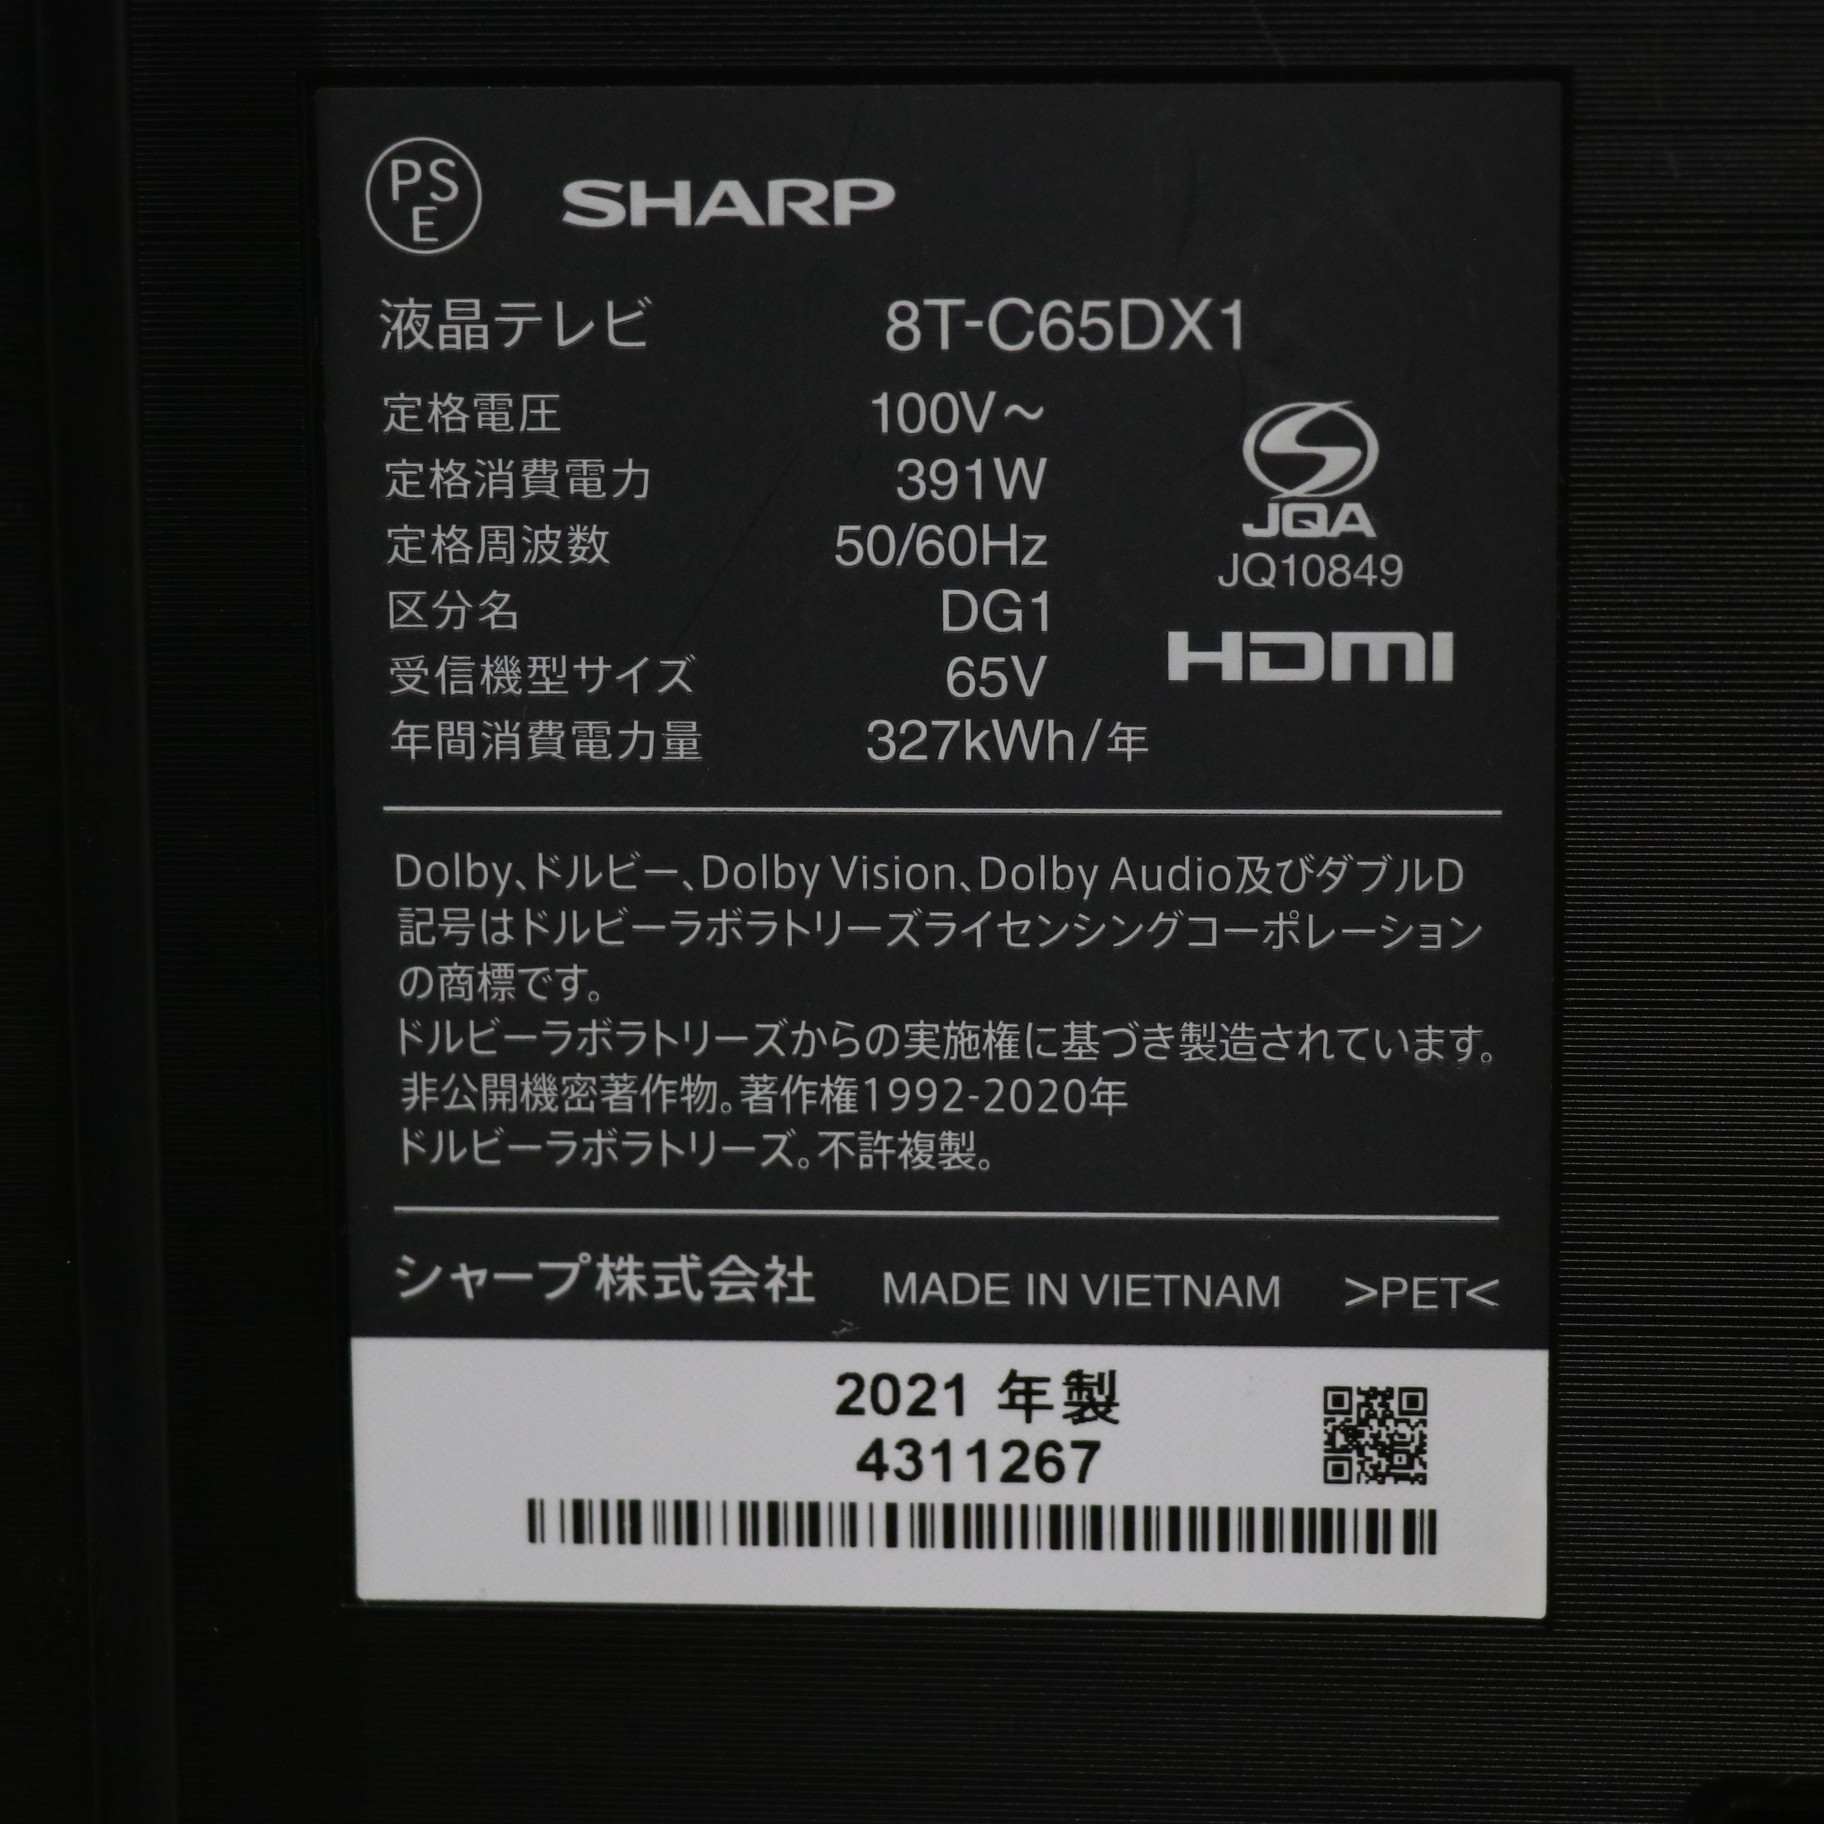 PS
E
SHARP
液晶テレビ 8T-C65DX1
定格電圧 100V～
定格消費電力 391W
定格周波数 50/60Hz
区分名 DG1
受信機型サイズ 65V
年間消費電力量 327kWh/年
JQA
JQ10849
HDMI
Dolby、ドルビー、Dolby Vision、Dolby Audio及びダブルD
記号はドルビーラボラトリーズライセンシングコーポレーション
の商標です。
ドルビーラボラトリーズからの実施権に基づき製造されています。
非公開機密著作物。著作権1992-2020年
ドルビーラボラトリーズ。不許複製。
シャープ株式会社 MADE IN VIETNAM >PET<
2021 年製
4311267